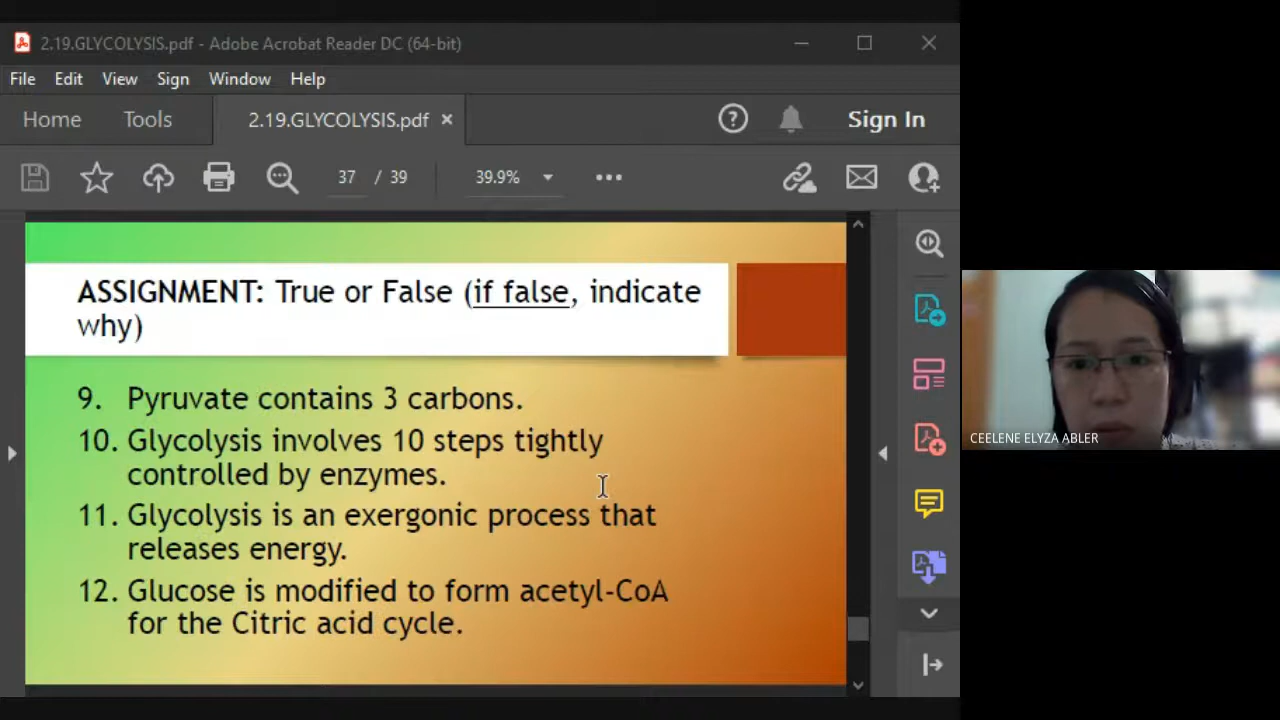 2.19.GLYCOLYSIS.pdf - Adobe Acrobat Reader DC (64-bit)
File Edit View Sign Window Help
Home Tools 2.19.GLYCOLYSIS.pdf × Sign In
37 / 39 39.9%
ASSIGNMENT: True or False (if false, indicate
why)
9. Pyruvate contains 3 carbons.
10. Glycolysis involves 10 steps tightly
controlled by enzymes.
11. Glycolysis is an exergonic process that
releases energy.
12. Glucose is modified to form acetyl-CoA
for the Citric acid cycle.
CEELENE ELYZA ABLER